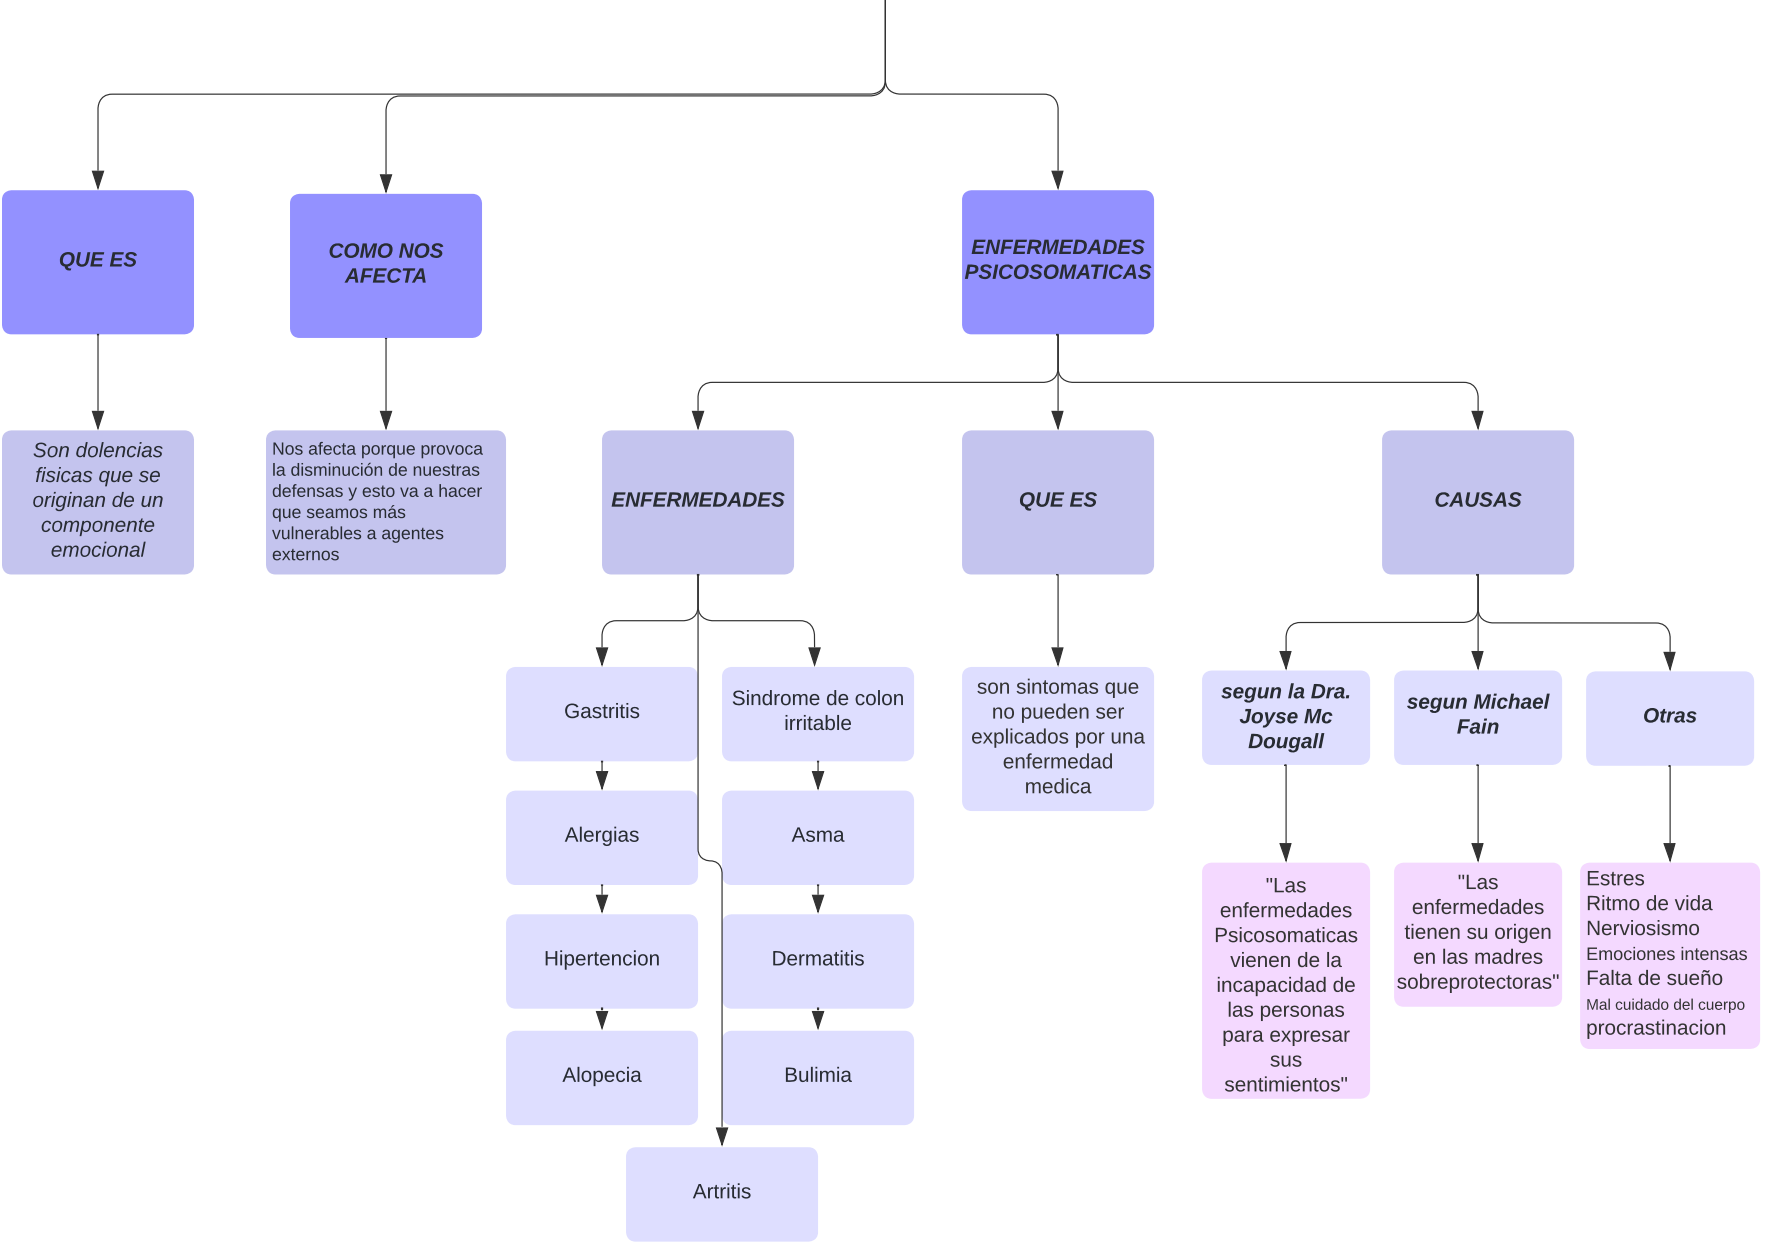 QUE ES
COMO NOS
AFECTA
ENFERMEDADES
PSICOSOMATICAS
Son dolencias
fisicas que se
originan de un
componente
emocional
Nos afecta porque provoca
la disminución de nuestras
defensas y esto va a hacer
que seamos más
vulnerables a agentes
externos
ENFERMEDADES
QUE ES
CAUSAS
Gastritis
Sindrome de colon
irritable
Alergias
Asma
Hipertencion
Dermatitis
Alopecia
Bulimia
Artritis
son sintomas que
no pueden ser
explicados por una
enfermedad
medica
segun la Dra.
Joyse Mc
Dougall
segun Michael
Fain
Otras
"Las
enfermedades
Psicosomaticas
vienen de la
incapacidad de
las personas
para expresar
sus
sentimientos"
"Las
enfermedades
tienen su origen
en las madres
sobreprotectoras"
Estres
Ritmo de vida
Nerviosismo
Emociones intensas
Falta de sueño
Mal cuidado del cuerpo
procrastinacion